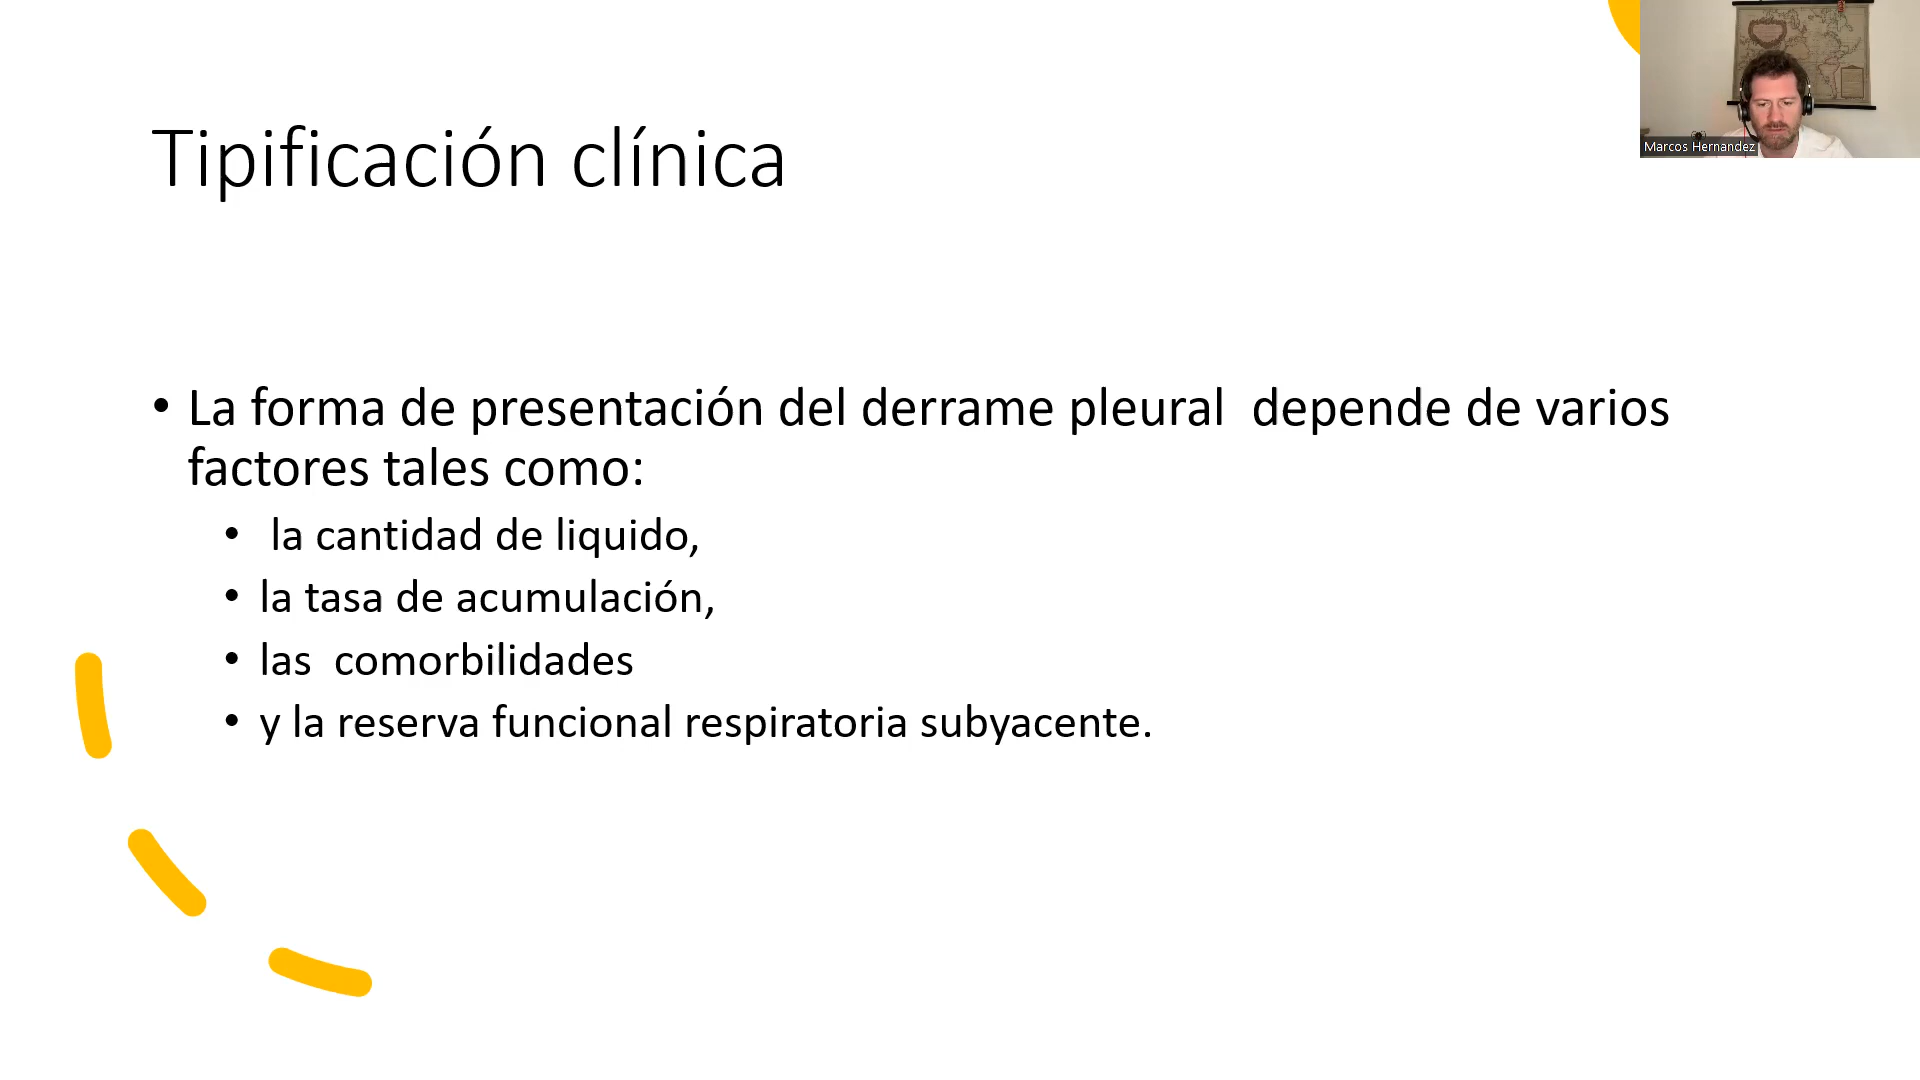 Tipificación clínica
• La forma de presentación del derrame pleural  depende de varios
factores tales como:
•  la cantidad de liquido,
• la tasa de acumulación,
• las  comorbilidades
• y la reserva funcional respiratoria subyacente.
Marcos Hernandez